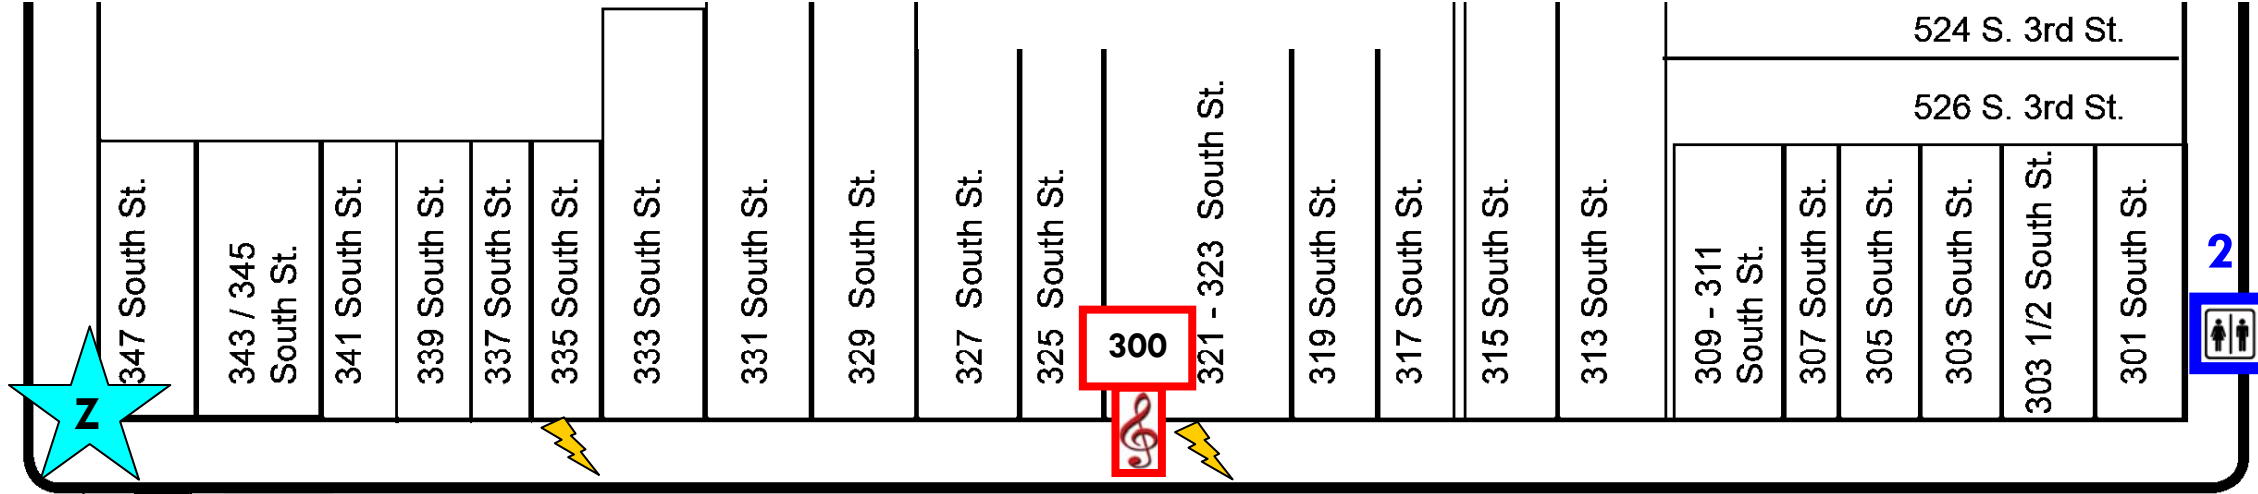 524 S. 3rd St.
526 S. 3rd St.
347 South St.
343 / 345
South St.
341 South St.
339 South St.
337 South St.
335 South St.
333 South St.
331 South St.
329 South St.
327 South St.
325 South St.
321 - 323 South St.
319 South St.
317 South St.
315 South St.
313 South St.
309 - 311
South St.
307 South St.
305 South St.
303 South St.
303 1/2 South St.
301 South St.
2
300
Z